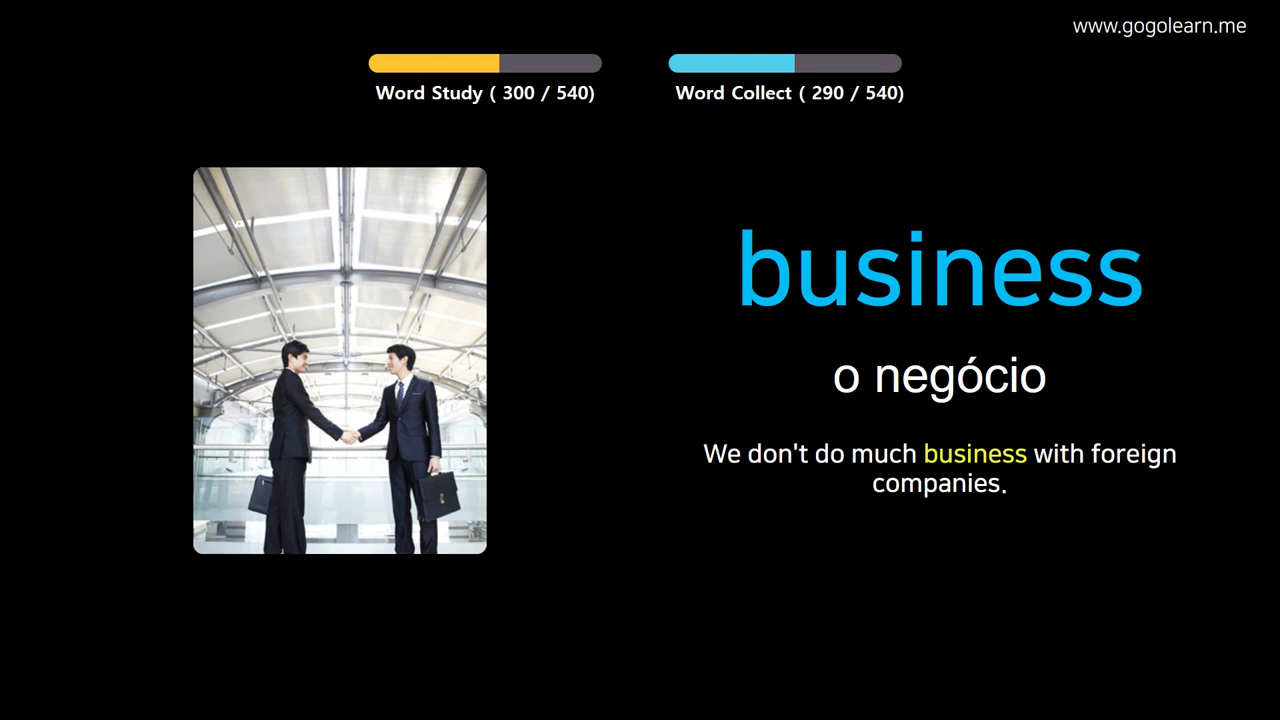 www.gogolearn.me
Word Study ( 300 / 540)
Word Collect ( 290 / 540)
business
o negócio
We don't do much business with foreign
companies.